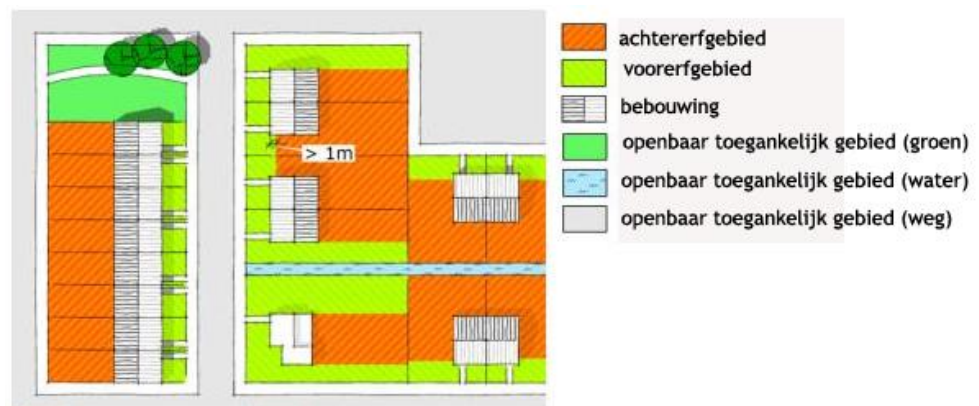 > 1m
achtererfgebied
voorerfgebied
bebouwing
openbaar toegankelijk gebied (groen)
openbaar toegankelijk gebied (water)
openbaar toegankelijk gebied (weg)